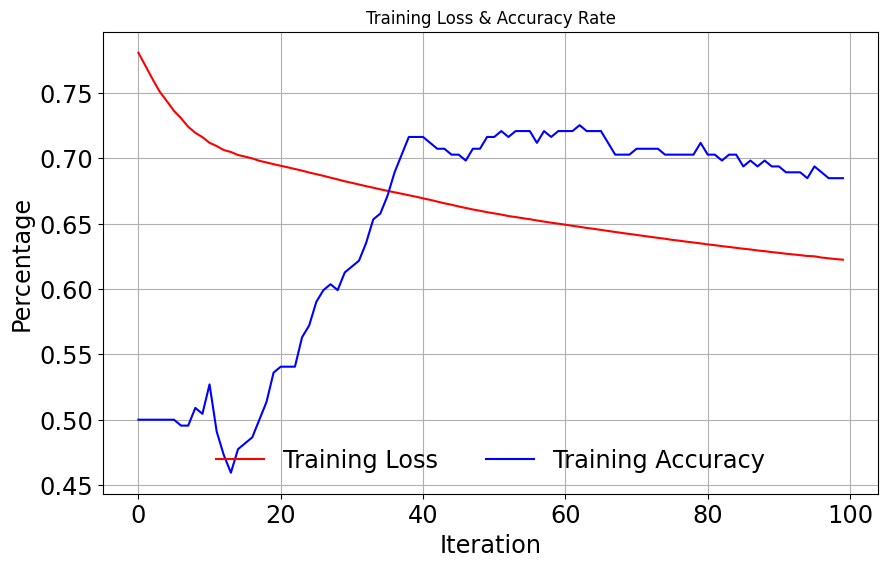 Training Loss & Accuracy Rate
Percentage
0.75
0.70
0.65
0.60
0.55
0.50
0.45
Training Loss Training Accuracy
0 20 40 60 80 100
Iteration